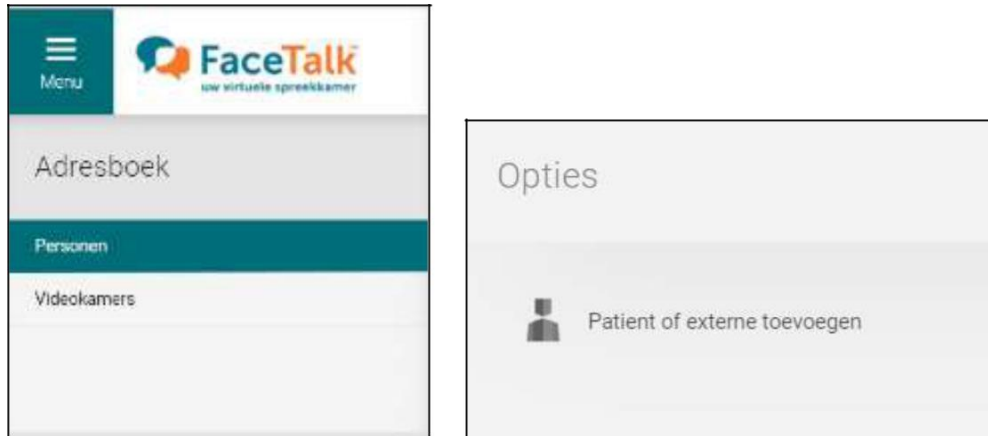 Menu
FaceTalk
uw virtuele spreekkamer
Adresboek
Personen
Videokamers
Opties
Patient of externe toevoegen